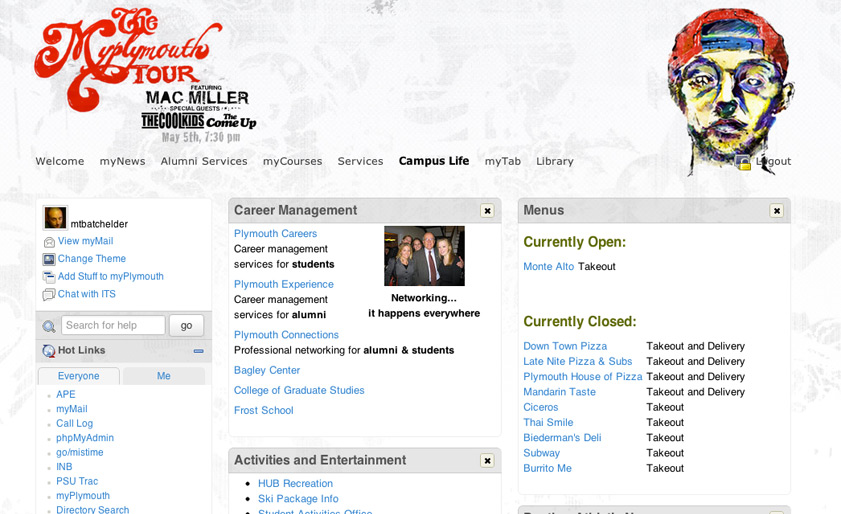 The
Myplymouth
TOUR
FEATURING
MAC MILLER
SPECIAL GUESTS
THECOOLKIDS The Come Up
May 5th, 7:30 pm
Welcome myNews Alumni Services myCourses Services Campus Life myTab Library Logout
mtbatchelder
View myMail
Change Theme
Add Stuff to myPlymouth
Chat with ITS
Search for help go
Hot Links
Everyone Me
APE
myMail
Call Log
phpMyAdmin
go/mistime
INB
PSU Trac
myPlymouth
Directory Search
Career Management
Plymouth Careers
Career management
services for students
Plymouth Experience
Career management
services for alumni
Networking...
it happens everywhere
Plymouth Connections
Professional networking for alumni & students
Bagley Center
College of Graduate Studies
Frost School
Activities and Entertainment
HUB Recreation
Ski Package Info
Student Activities Office
Menus
Currently Open:
Monte Alto Takeout
Currently Closed:
Down Town Pizza Takeout and Delivery
Late Nite Pizza & Subs Takeout and Delivery
Plymouth House of Pizza Takeout and Delivery
Mandarin Taste Takeout and Delivery
Ciceros Takeout
Thai Smile Takeout
Biederman's Deli Takeout
Subway Takeout
Burrito Me Takeout